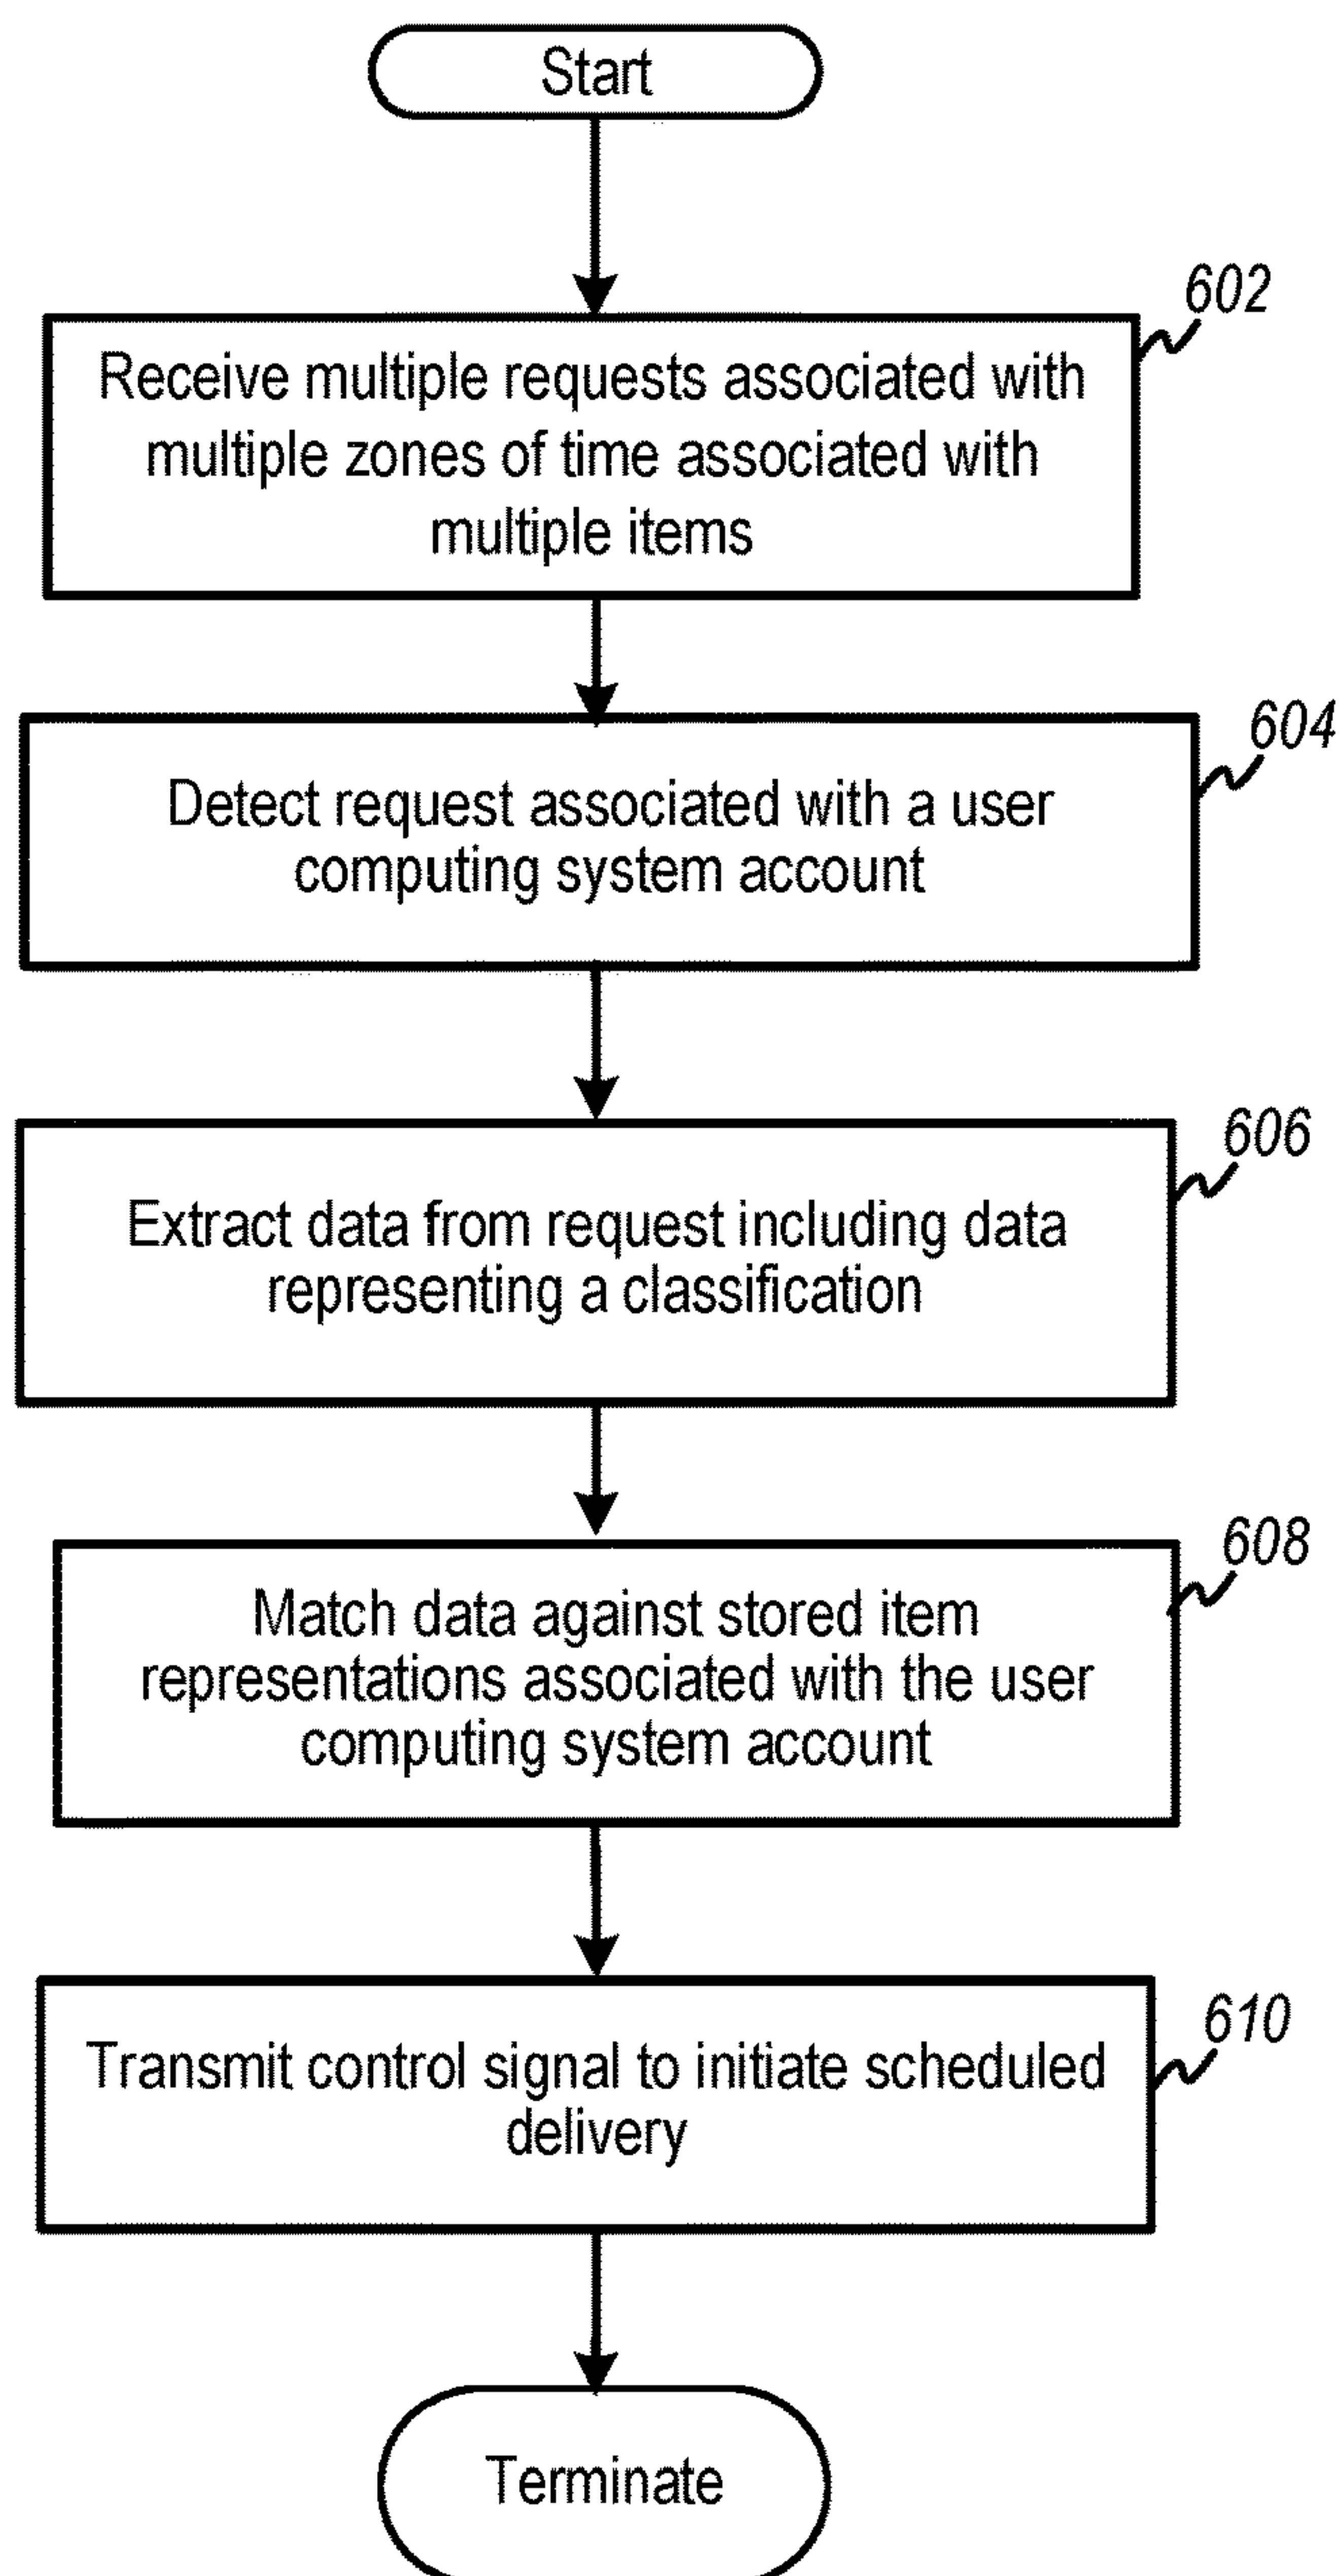 Start
602
Receive multiple requests associated with
multiple zones of time associated with
multiple items
604
Detect request associated with a user
computing system account
606
Extract data from request including data
representing a classification
608
Match data against stored item
representations associated with the user
computing system account
610
Transmit control signal to initiate scheduled
delivery
Terminate